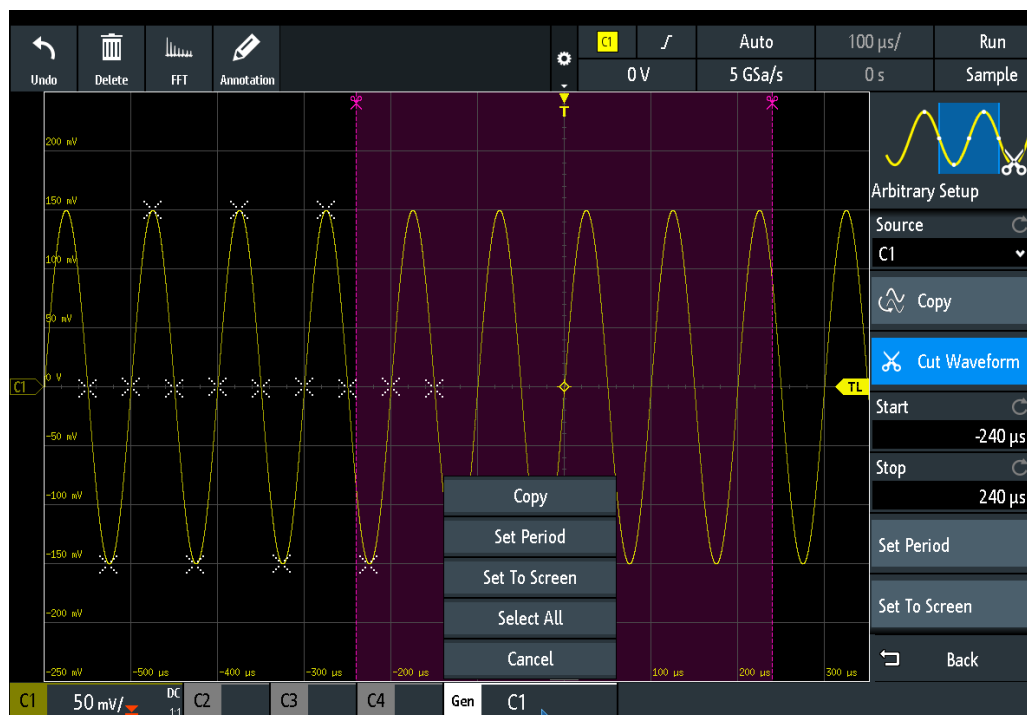 C1 Auto 100 µs/ Run
Undo Delete FFT Annotation 0 V 5 GSa/s 0 s Sample
T
200 mV
150 mV
100 mV
50 mV
0 V
-50 mV
-100 mV
-150 mV
-200 mV
-250 mV -500 µs -400 µs -300 µs -200 µs 100 µs 200 µs 300 µs
C1
TL
Copy
Set Period
Set To Screen
Select All
Cancel
Arbitrary Setup
Source
C1
Copy
Cut Waveform
Start
-240 µs
Stop
240 µs
Set Period
Set To Screen
Back
C1 50 mV/ DC 1:1 C2 C3 C4 Gen C1